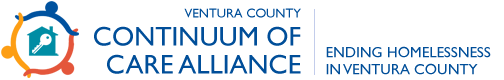 VENTURA COUNTY
CONTINUUM OF
CARE ALLIANCE
ENDING HOMELESSNESS
IN VENTURA COUNTY